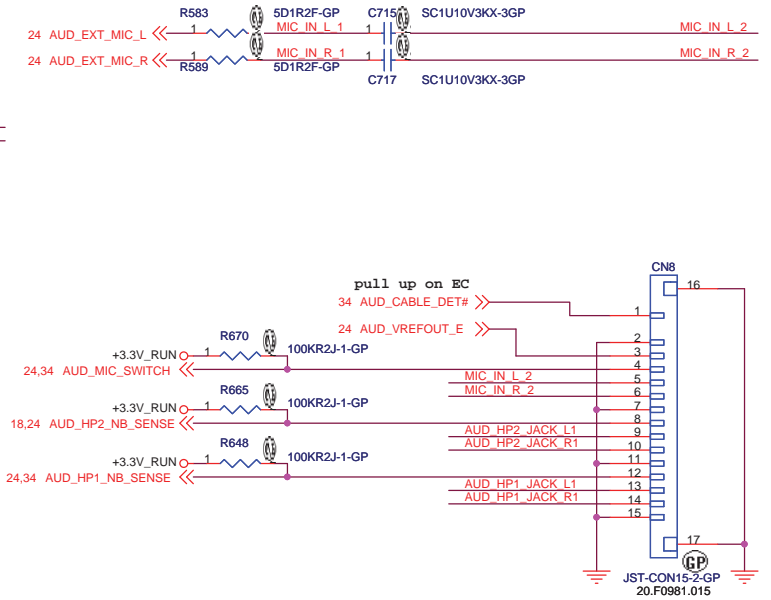 R583 5D1R2F-GP C715 SC1U10V3KX-3GP
24 AUD_EXT_MIC_L 1 MIC_IN_L_1 1 MIC_IN_L_2
24 AUD_EXT_MIC_R 1 MIC_IN_R_1 1 MIC_IN_R_2
R589 5D1R2F-GP C717 SC1U10V3KX-3GP
CN8
pull up on EC
16
34 AUD_CABLE_DET#
1
24 AUD_VREFOUT_E
2
R670 100KR2J-1-GP
+3.3V_RUN 1
3
24,34 AUD_MIC_SWITCH
4
MIC_IN_L_2 5
R665 MIC_IN_R_2 6
100KR2J-1-GP
+3.3V_RUN 1
7
18,24 AUD_HP2_NB_SENSE
8
AUD_HP2_JACK_L1 9
R648 AUD_HP2_JACK_R1 10
100KR2J-1-GP
+3.3V_RUN 1
11
24,34 AUD_HP1_NB_SENSE
12
AUD_HP1_JACK_L1 13
AUD_HP1_JACK_R1 14
15
17
GP
JST-CON15-2-GP
20.F0981.015